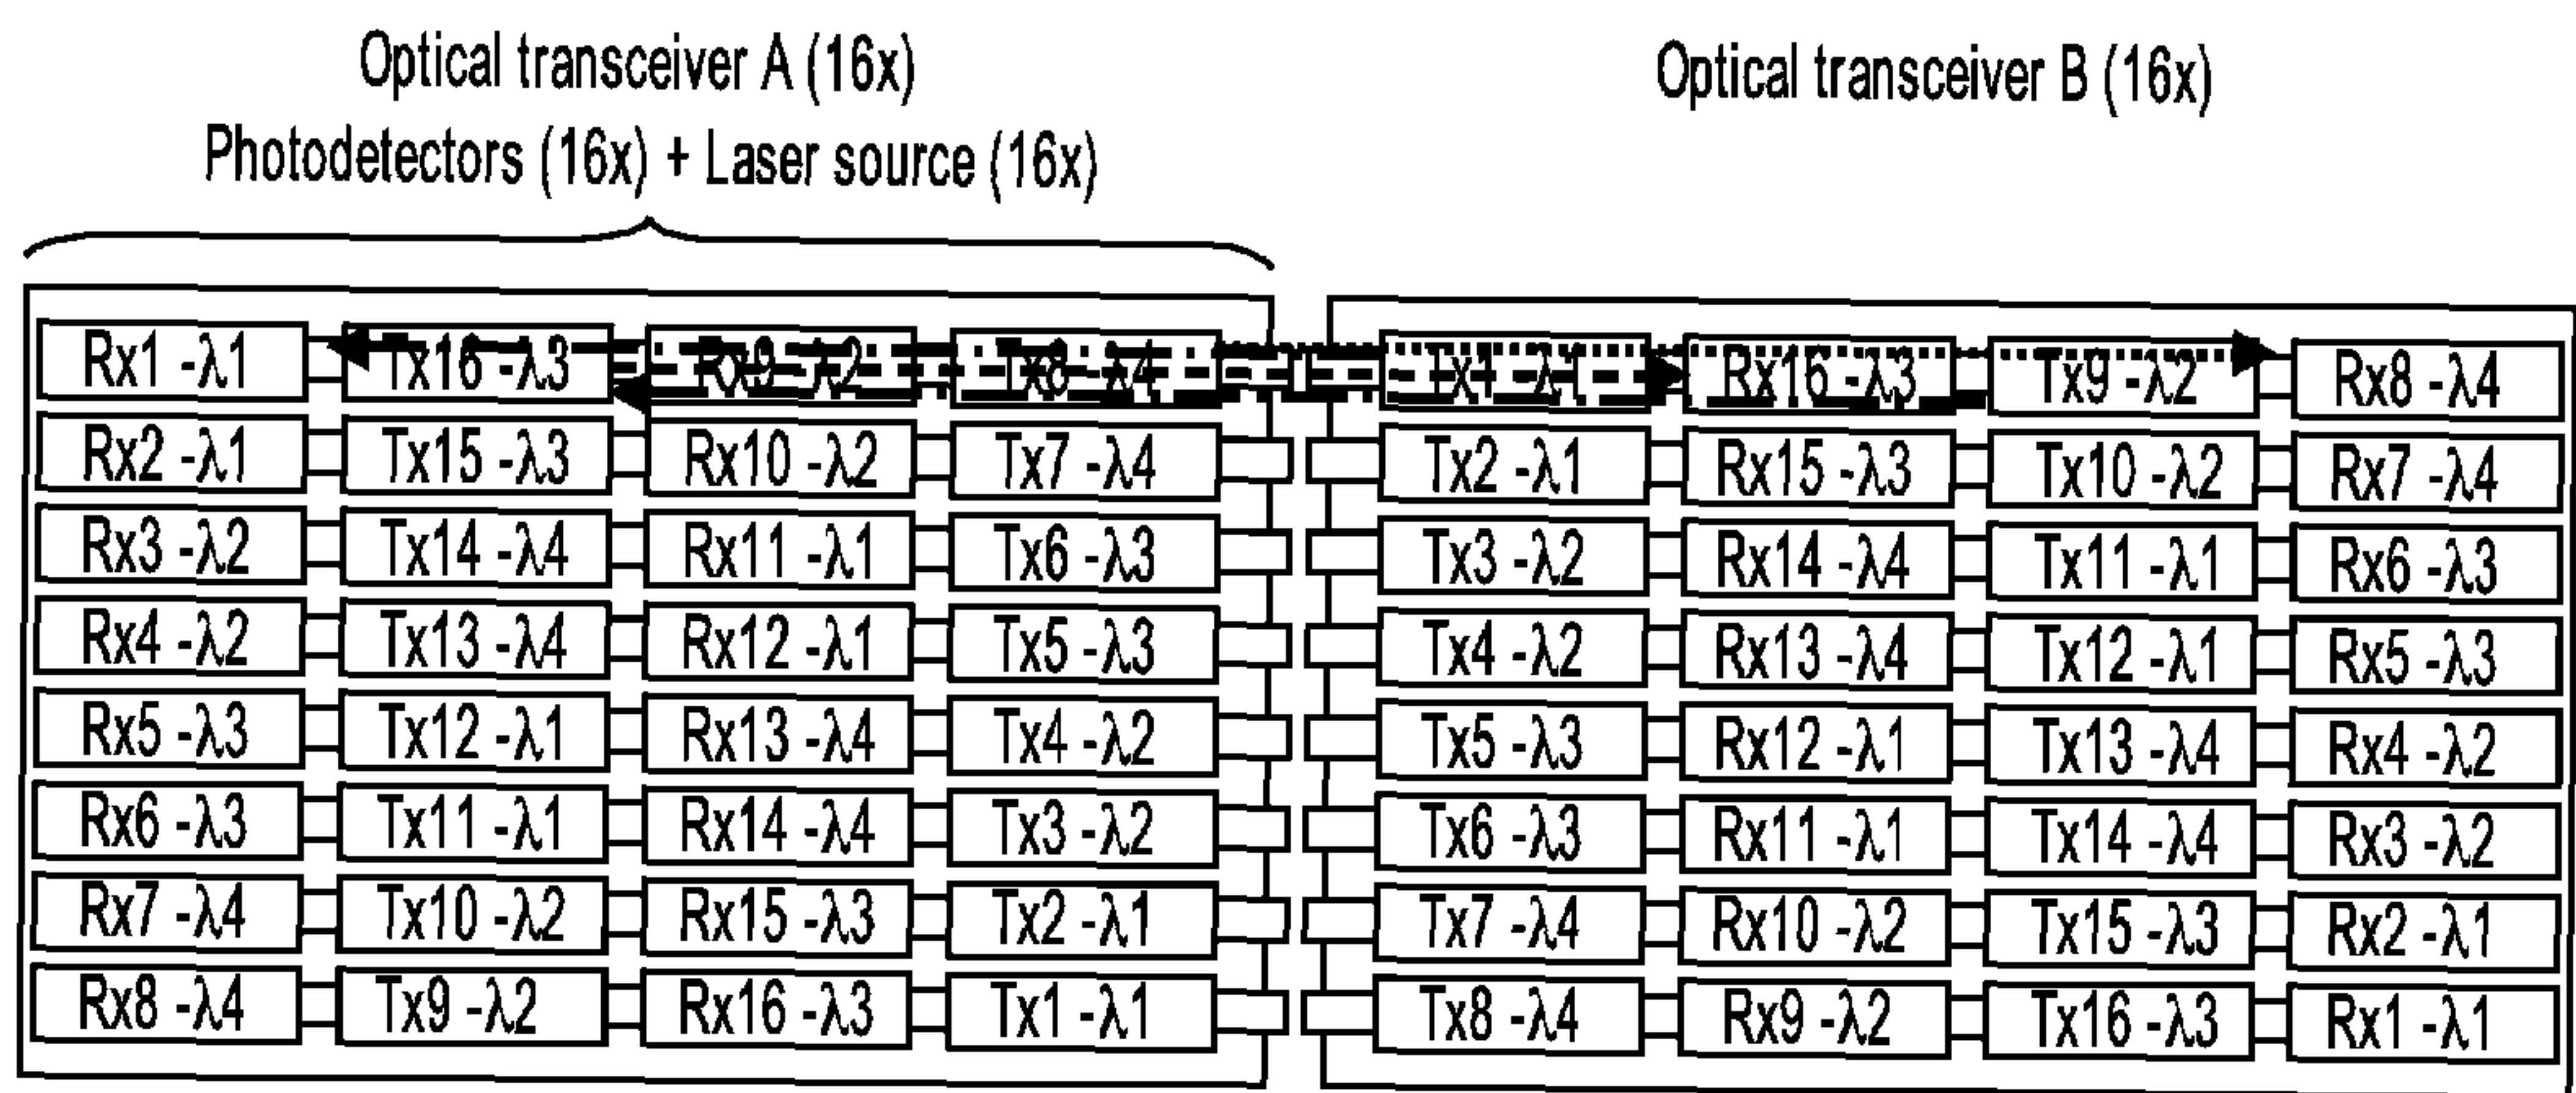 Optical transceiver A (16x) Optical transceiver B (16x)
Photodetectors (16x) + Laser source (16x)
Rx1 -λ1 Tx16 -λ3 Rx9 -λ2 Tx8 -λ4 Tx1 -λ1 Rx16 -λ3 Tx9 -λ2 Rx8 -λ4
Rx2 -λ1 Tx15 -λ3 Rx10 -λ2 Tx7 -λ4 Tx2 -λ1 Rx15 -λ3 Tx10 -λ2 Rx7 -λ4
Rx3 -λ2 Tx14 -λ4 Rx11 -λ1 Tx6 -λ3 Tx3 -λ2 Rx14 -λ4 Tx11 -λ1 Rx6 -λ3
Rx4 -λ2 Tx13 -λ4 Rx12 -λ1 Tx5 -λ3 Tx4 -λ2 Rx13 -λ4 Tx12 -λ1 Rx5 -λ3
Rx5 -λ3 Tx12 -λ1 Rx13 -λ4 Tx4 -λ2 Tx5 -λ3 Rx12 -λ1 Tx13 -λ4 Rx4 -λ2
Rx6 -λ3 Tx11 -λ1 Rx14 -λ4 Tx3 -λ2 Tx6 -λ3 Rx11 -λ1 Tx14 -λ4 Rx3 -λ2
Rx7 -λ4 Tx10 -λ2 Rx15 -λ3 Tx2 -λ1 Tx7 -λ4 Rx10 -λ2 Tx15 -λ3 Rx2 -λ1
Rx8 -λ4 Tx9 -λ2 Rx16 -λ3 Tx1 -λ1 Tx8 -λ4 Rx9 -λ2 Tx16 -λ3 Rx1 -λ1